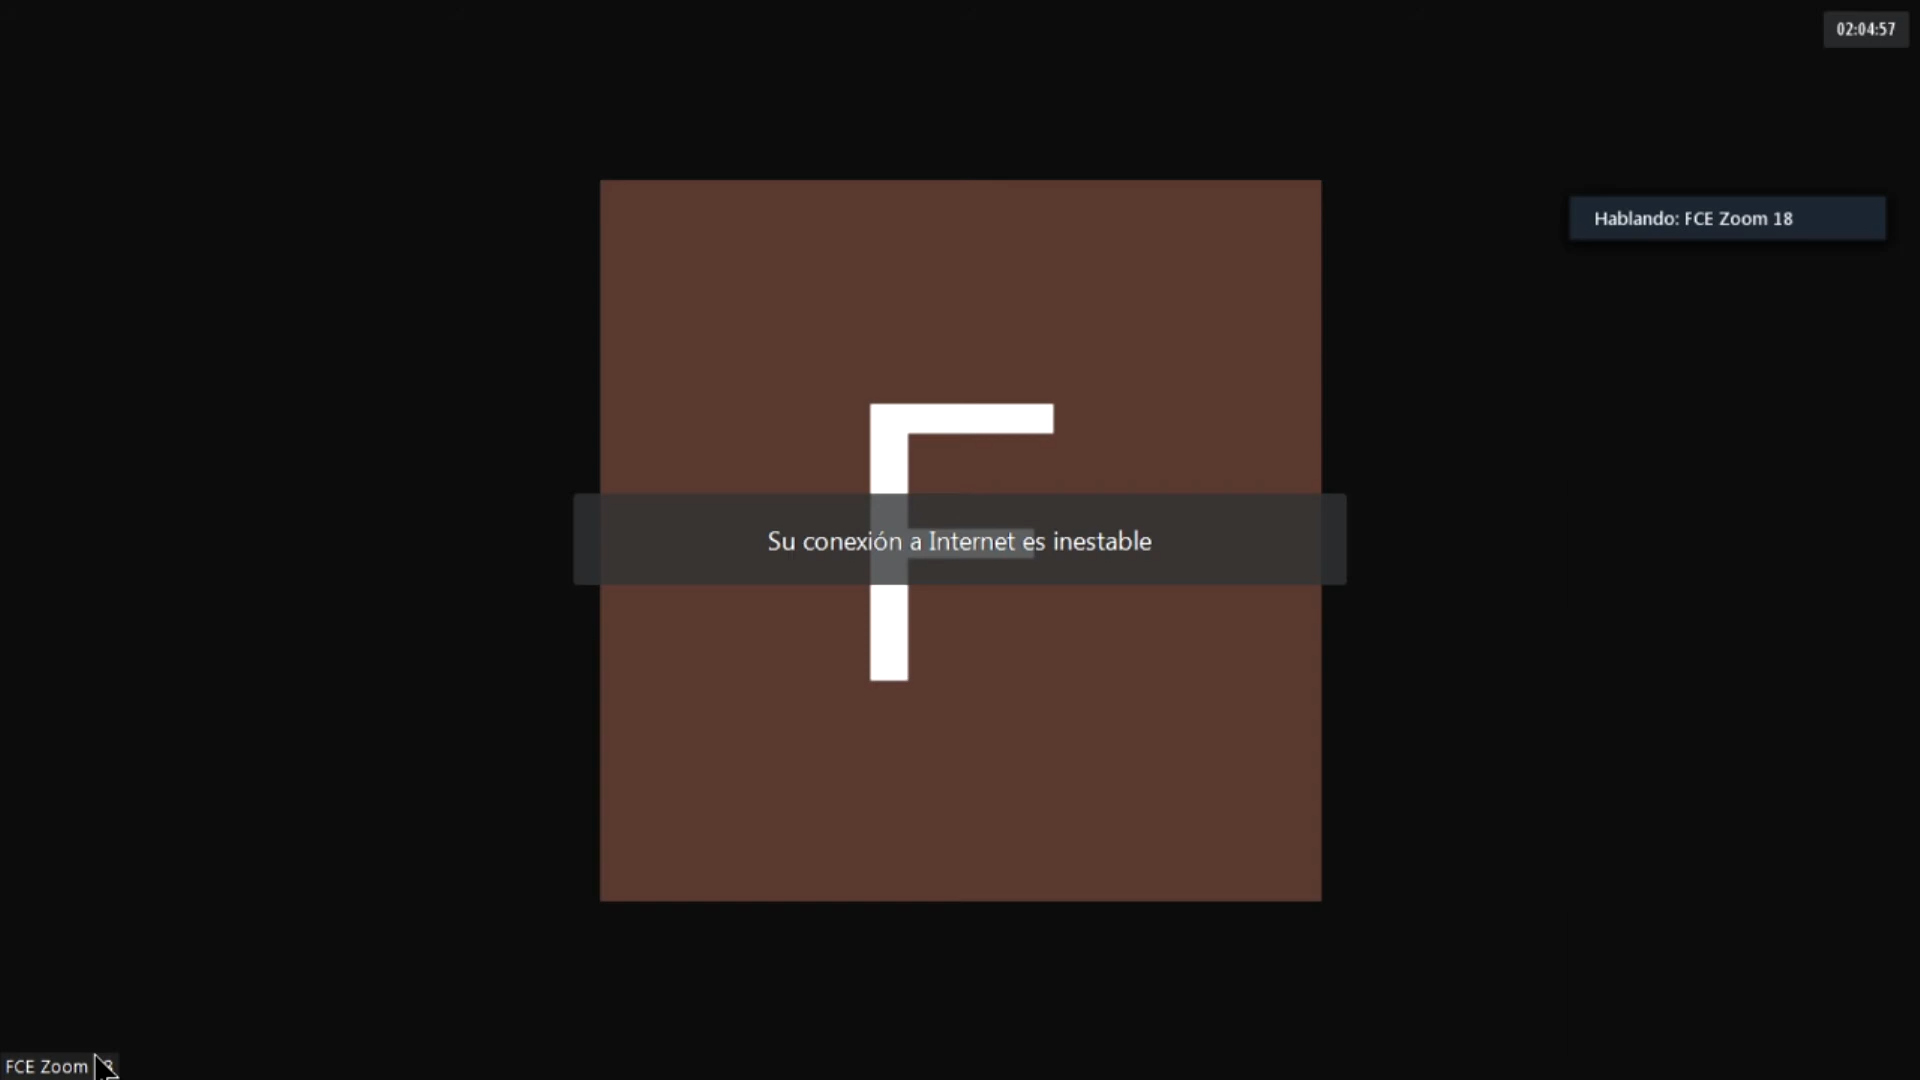 02:04:57
Hablando: FCE Zoom 18
F
Su conexión a Internet es inestable
FCE Zoom